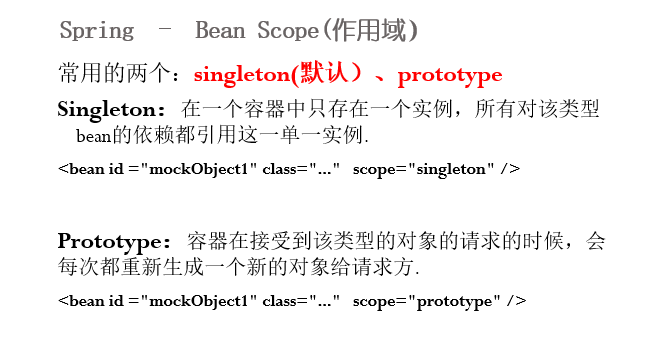 Spring - Bean Scope(作用域)
常用的两个：singleton(默认）、prototype
Singleton：在一个容器中只存在一个实例，所有对该类型
bean的依赖都引用这一单一实例.
<bean id ="mockObject1" class="..." scope="singleton" />
Prototype：容器在接受到该类型的对象的请求的时候，会
每次都重新生成一个新的对象给请求方.
<bean id ="mockObject1" class="..." scope="prototype" />